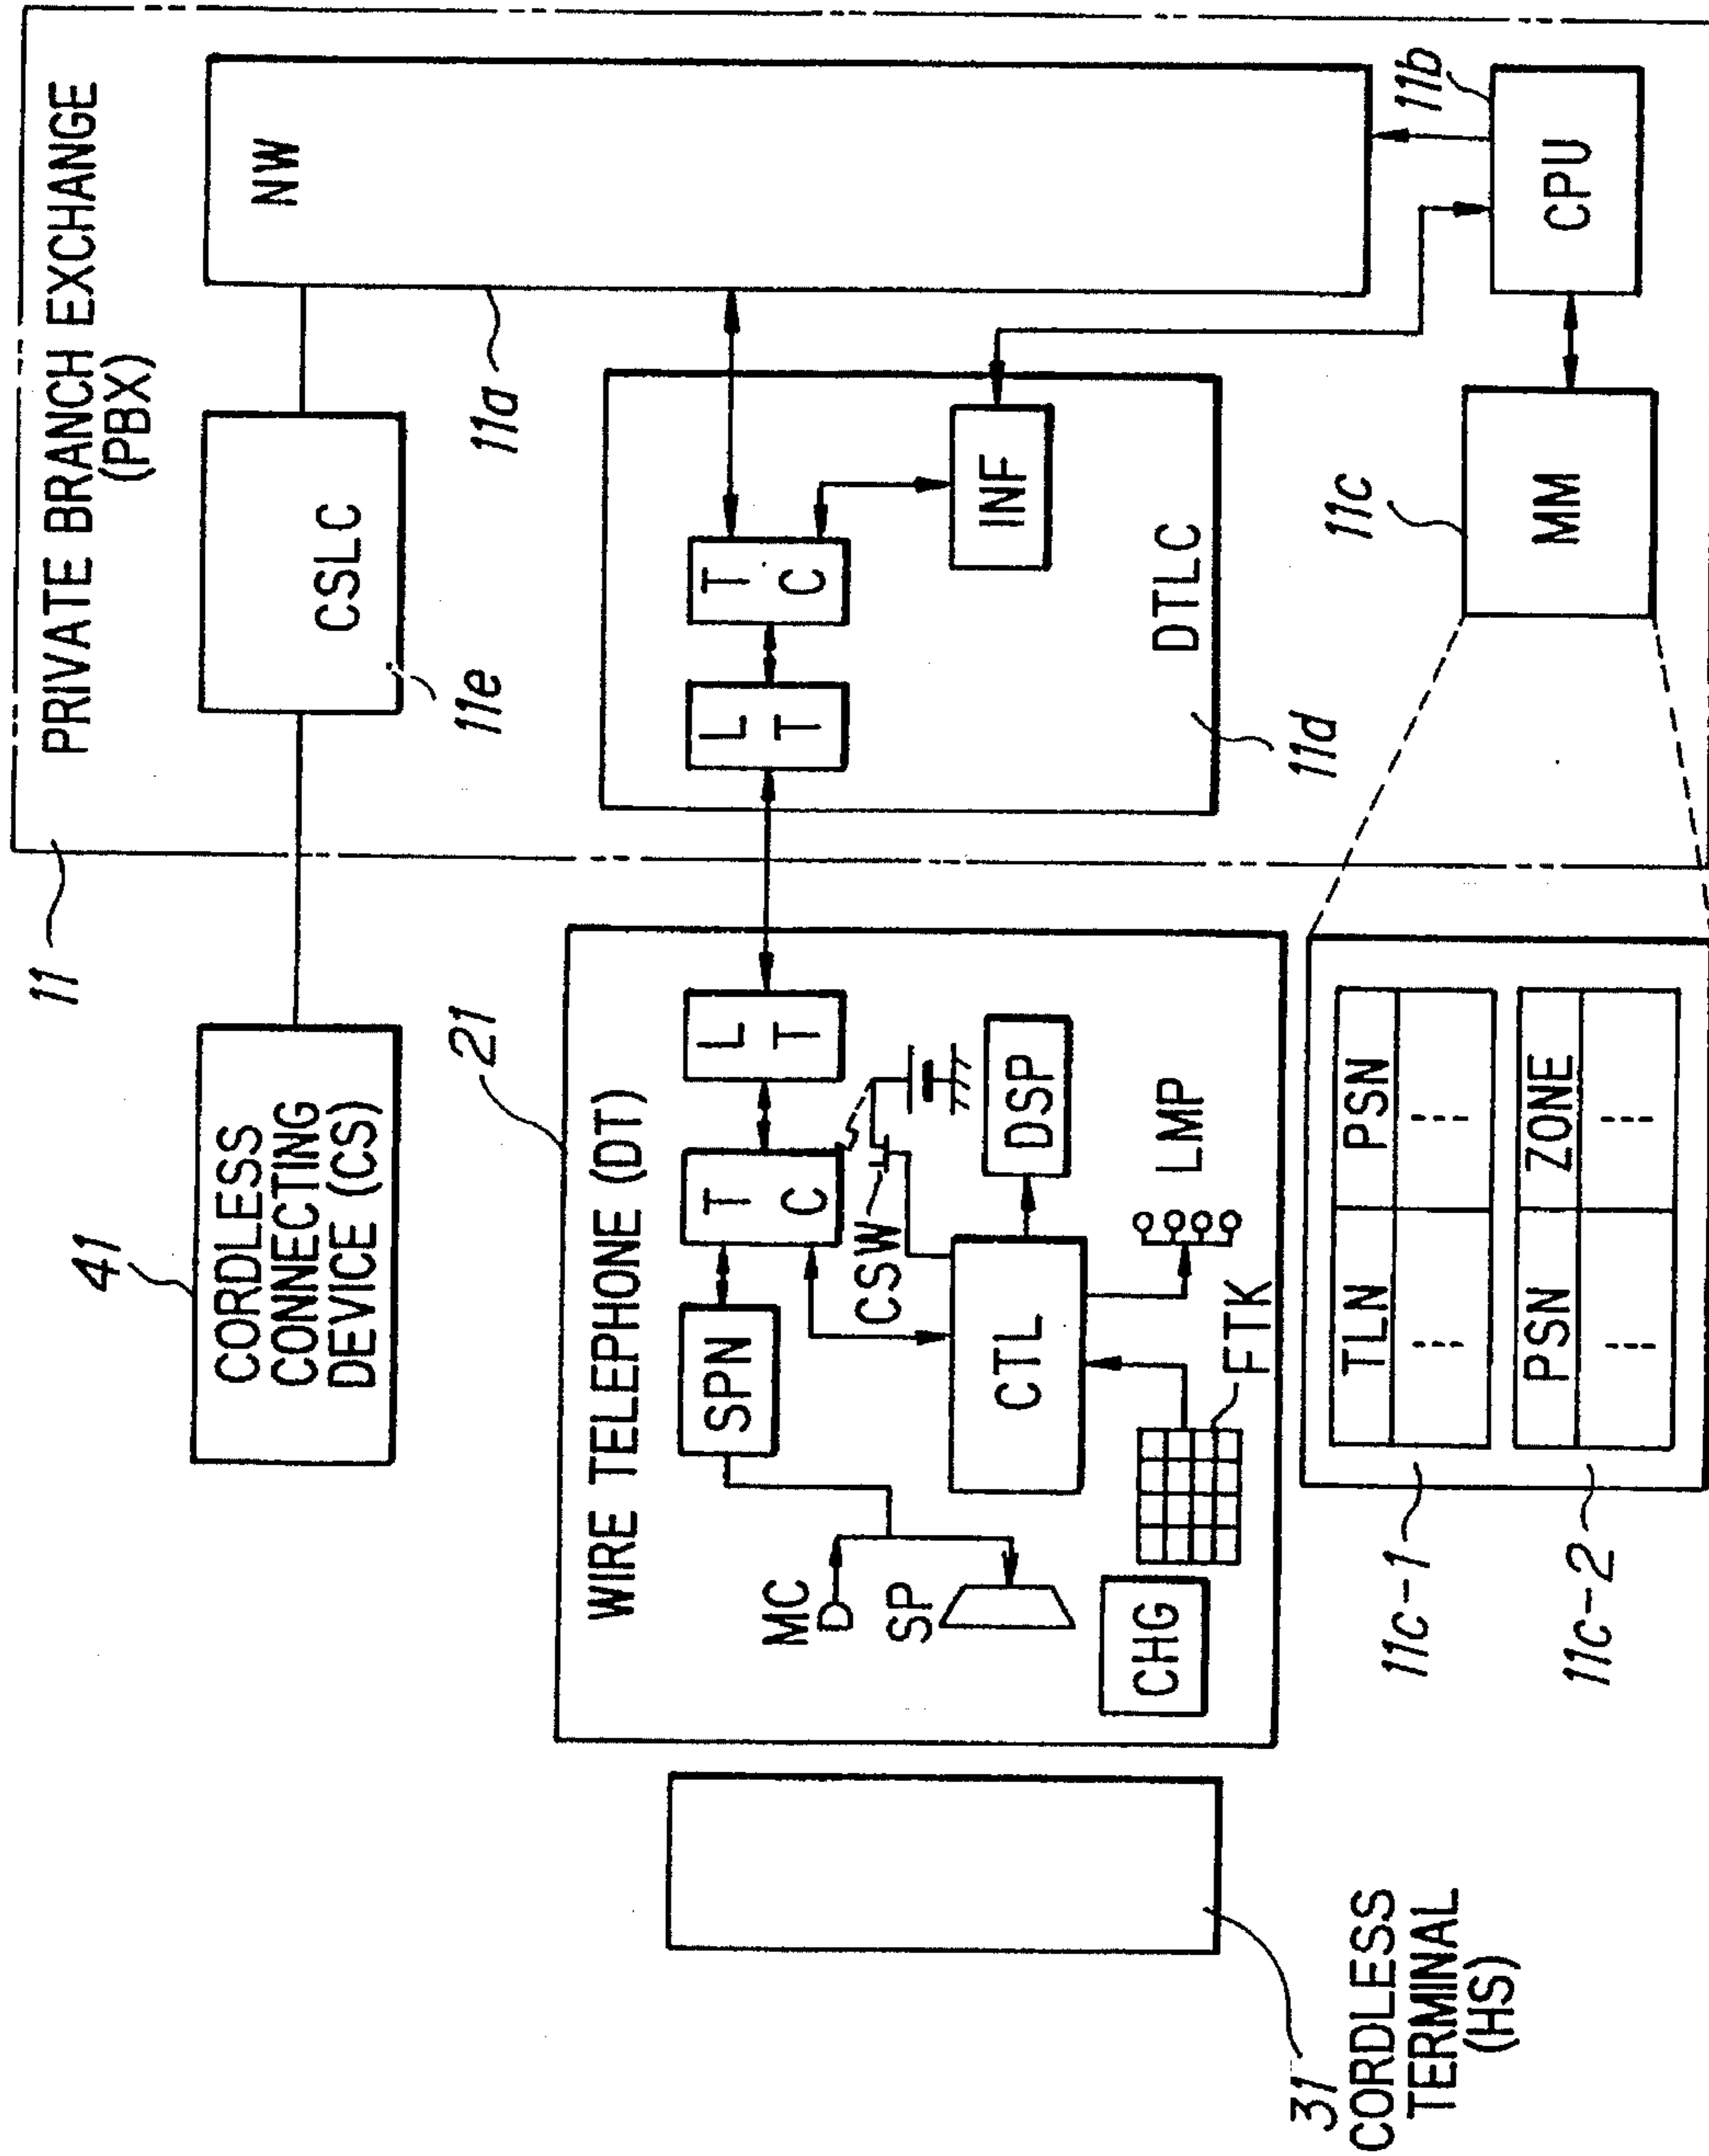 PRIVATE BRANCH EXCHANGE
(PBX)
11
41
CORDLESS
CONNECTING
DEVICE (CS)
CSLC
11e
NW
11a
21
WIRE TELEPHONE (DT)
MC
SP
SPN
T
C
L
T
CSW
CTL
DSP
LMP
FTK
CHG
L
T
T
C
INF
DTLC
11d
31
CORDLESS
TERMINAL
(HS)
11c-1
TLN PSN
11c-2
PSN ZONE
11c
MM
CPU
11b